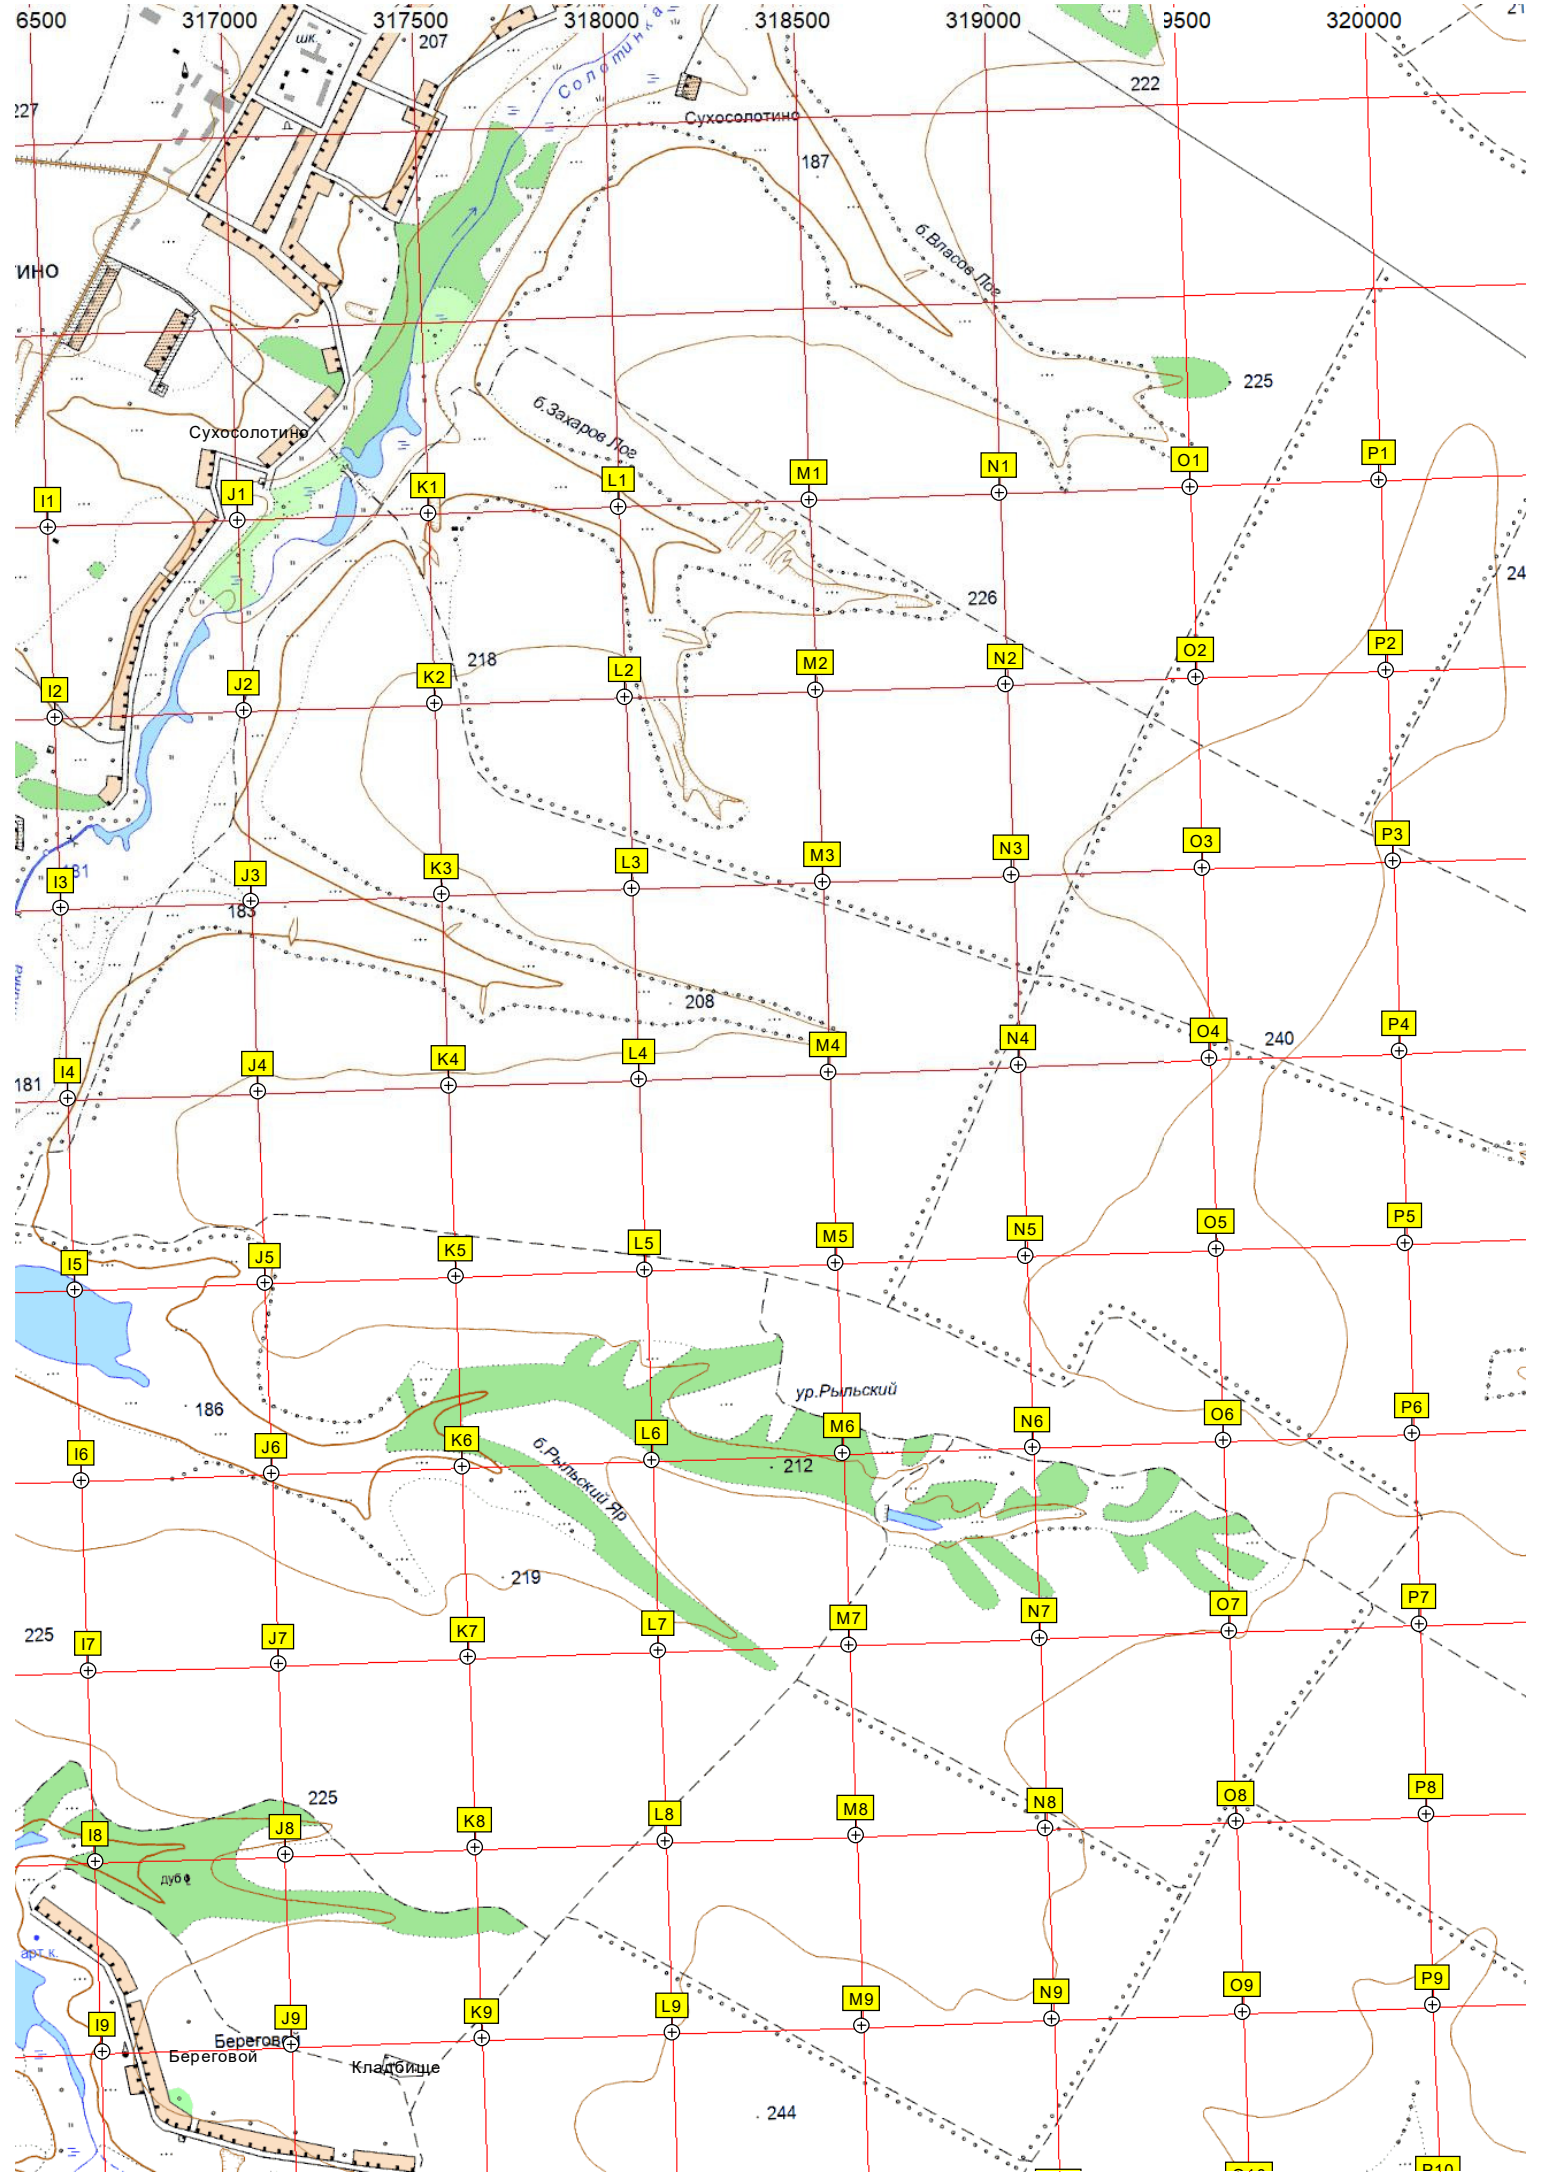 6500 317000 317500 318000 318500 319000 9500 320000
207
шк.
Солотинка
222
227
Сухосолотино
187
б.Власов Лог
ИНО
225
б.Захаров Лог
Сухосолотино
I1 J1 K1 L1 M1 N1 O1 P1
24
226
218
I2 J2 K2 L2 M2 N2 O2 P2
I3 J3 K3 L3 M3 N3 O3 P3
181
183
208
240
I4 J4 K4 L4 M4 N4 O4 P4
181
I5 J5 K5 L5 M5 N5 O5 P5
ур.Рыльский
186
I6 J6 K6 L6 M6 N6 O6 P6
212
б.Рыльский Яр
219
225
I7 J7 K7 L7 M7 N7 O7 P7
225
I8 J8 K8 L8 M8 N8 O8 P8
дуб
арт.к.
I9 J9 K9 L9 M9 N9 O9 P9
Береговой
Береговой
Кладбище
244
P10